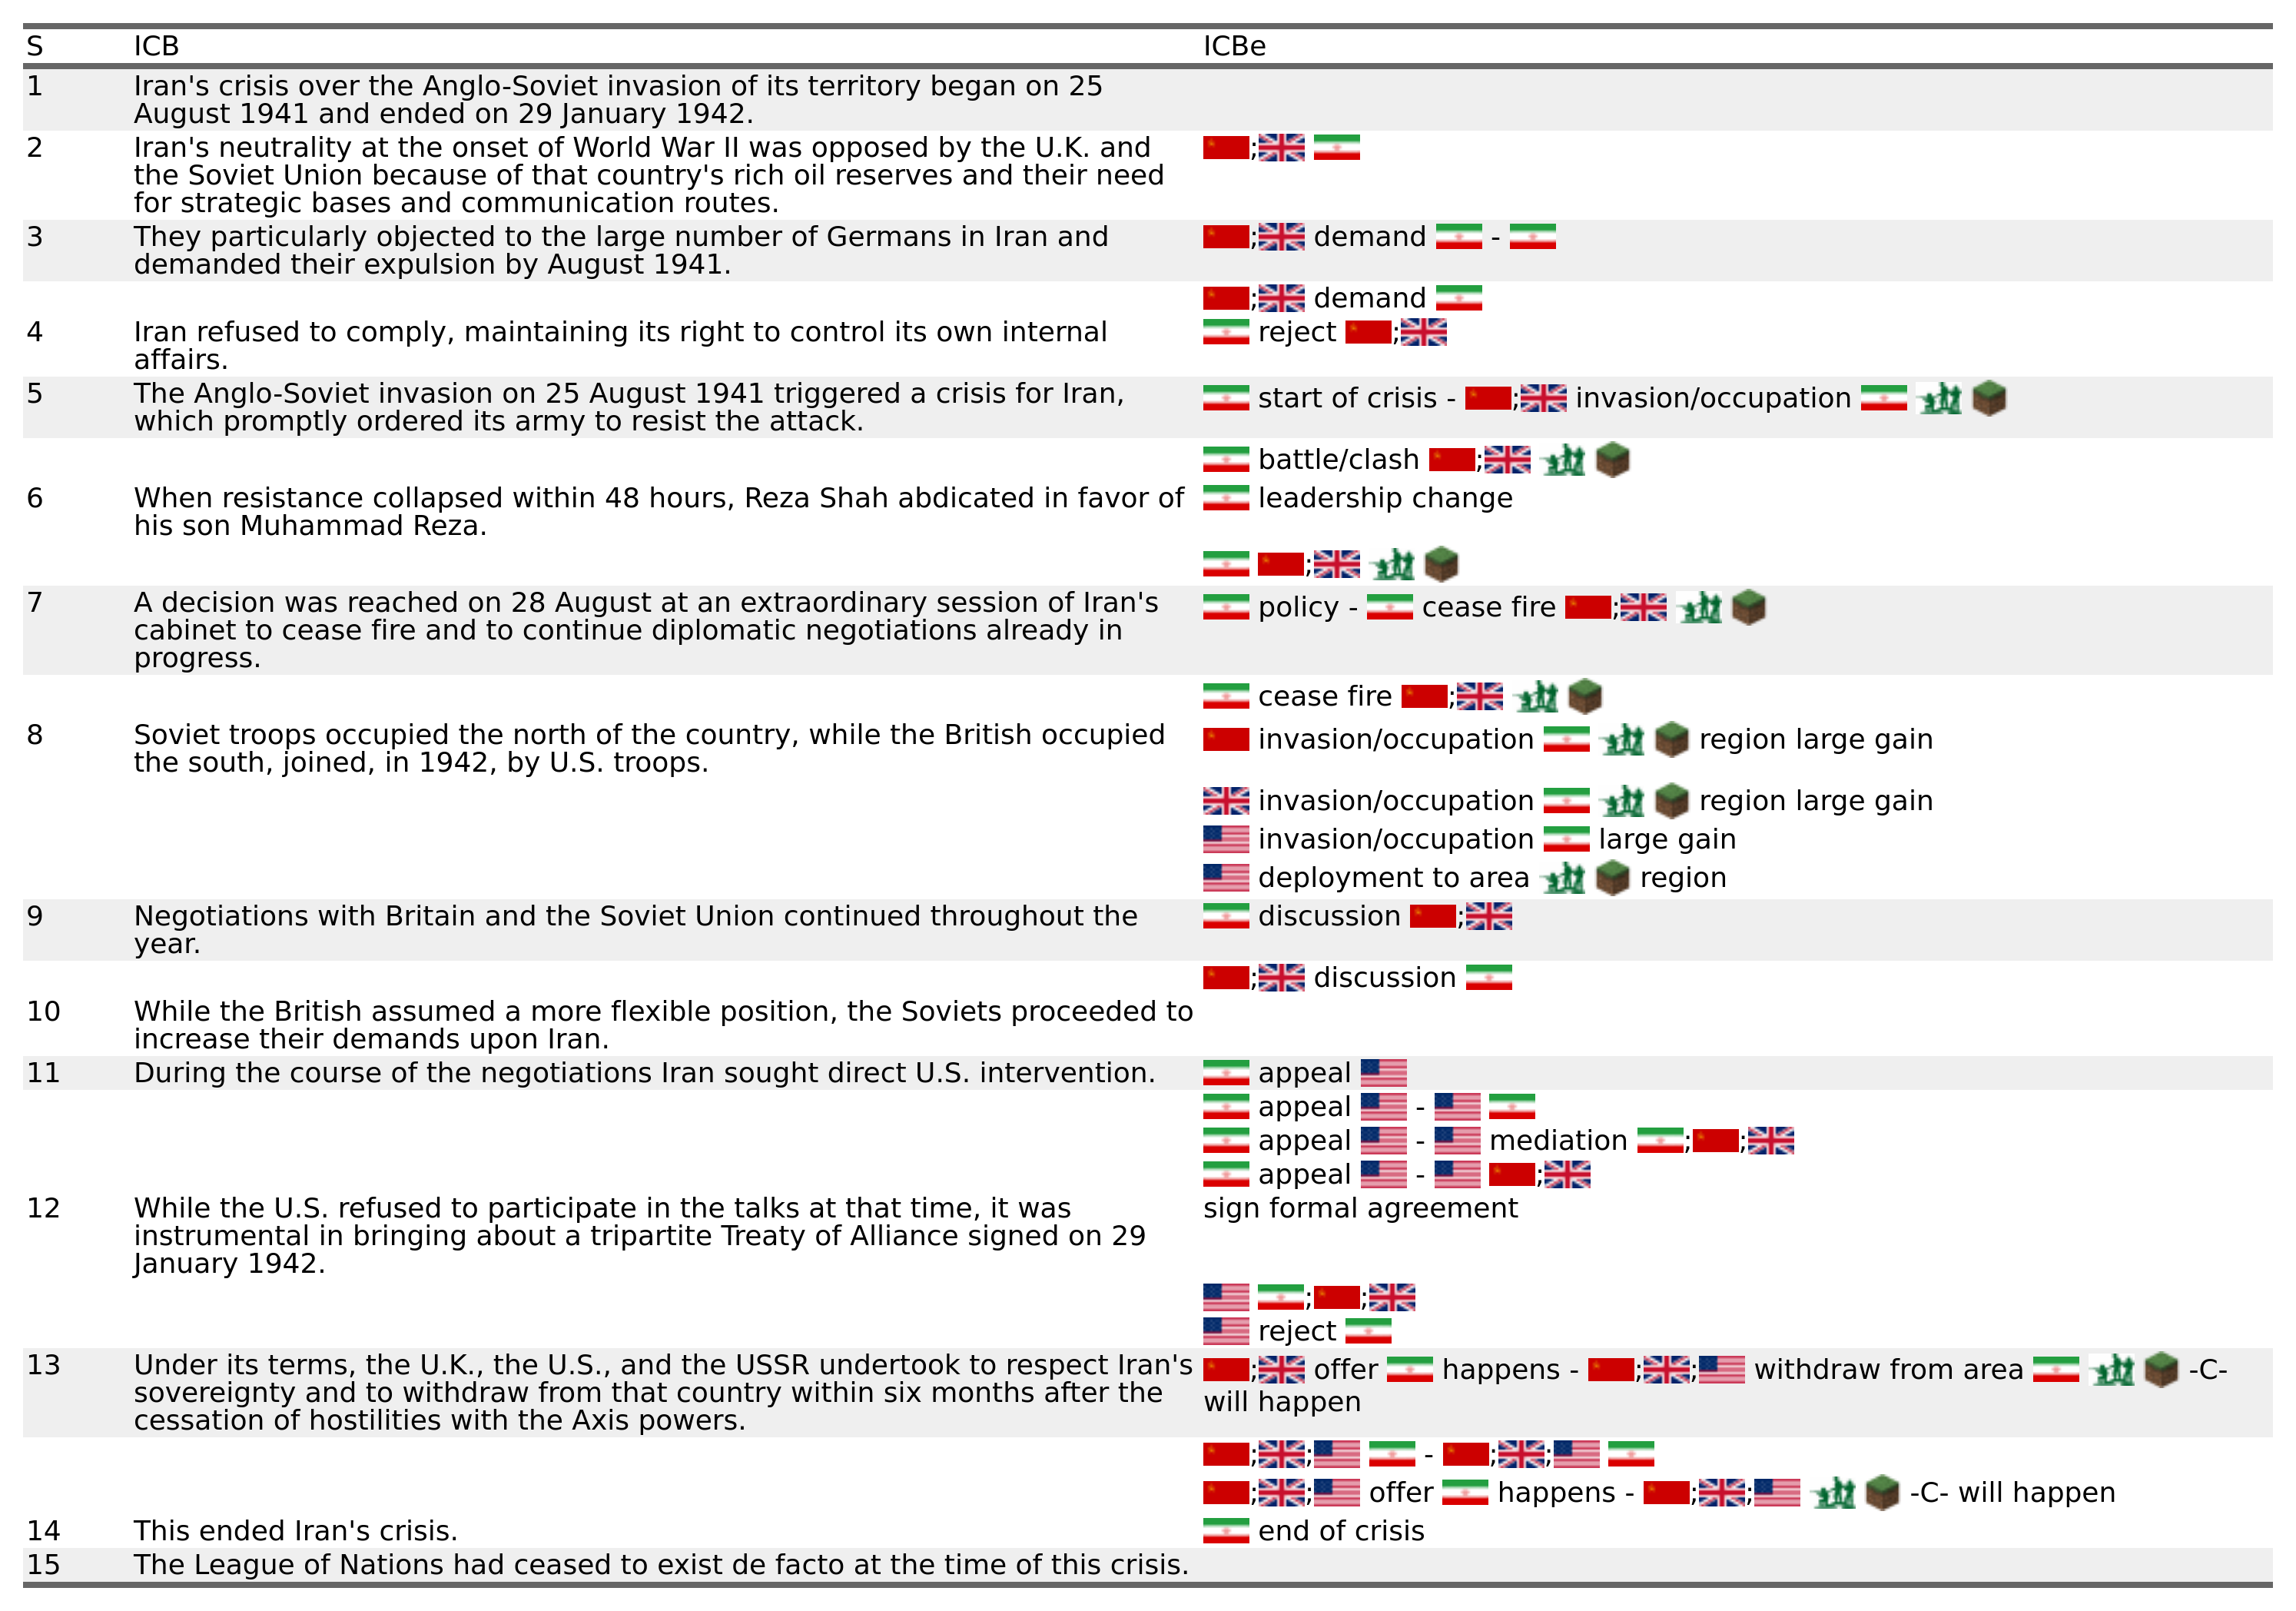 S ICB ICBe
1 Iran's crisis over the Anglo-Soviet invasion of its territory began on 25
August 1941 and ended on 29 January 1942.
2 Iran's neutrality at the onset of World War II was opposed by the U.K. and ;
the Soviet Union because of that country's rich oil reserves and their need
for strategic bases and communication routes.
3 They particularly objected to the large number of Germans in Iran and ; demand -
demanded their expulsion by August 1941.
; demand
4 Iran refused to comply, maintaining its right to control its own internal reject ;
affairs.
5 The Anglo-Soviet invasion on 25 August 1941 triggered a crisis for Iran, start of crisis - ; invasion/occupation
which promptly ordered its army to resist the attack.
battle/clash ;
6 When resistance collapsed within 48 hours, Reza Shah abdicated in favor of leadership change
his son Muhammad Reza.
;
7 A decision was reached on 28 August at an extraordinary session of Iran's policy - cease fire ;
cabinet to cease fire and to continue diplomatic negotiations already in
progress.
cease fire ;
8 Soviet troops occupied the north of the country, while the British occupied invasion/occupation region large gain
the south, joined, in 1942, by U.S. troops.
invasion/occupation region large gain
invasion/occupation large gain
deployment to area region
9 Negotiations with Britain and the Soviet Union continued throughout the discussion ;
year.
; discussion
10 While the British assumed a more flexible position, the Soviets proceeded to
increase their demands upon Iran.
11 During the course of the negotiations Iran sought direct U.S. intervention. appeal
appeal -
appeal - mediation ; ;
appeal - ;
12 While the U.S. refused to participate in the talks at that time, it was sign formal agreement
instrumental in bringing about a tripartite Treaty of Alliance signed on 29
January 1942.
; ;
reject
13 Under its terms, the U.K., the U.S., and the USSR undertook to respect Iran's ; offer happens - ; ; withdraw from area -C-
sovereignty and to withdraw from that country within six months after the will happen
cessation of hostilities with the Axis powers.
; ; - ; ;
; ; offer happens - ; ; -C- will happen
14 This ended Iran's crisis. end of crisis
15 The League of Nations had ceased to exist de facto at the time of this crisis.